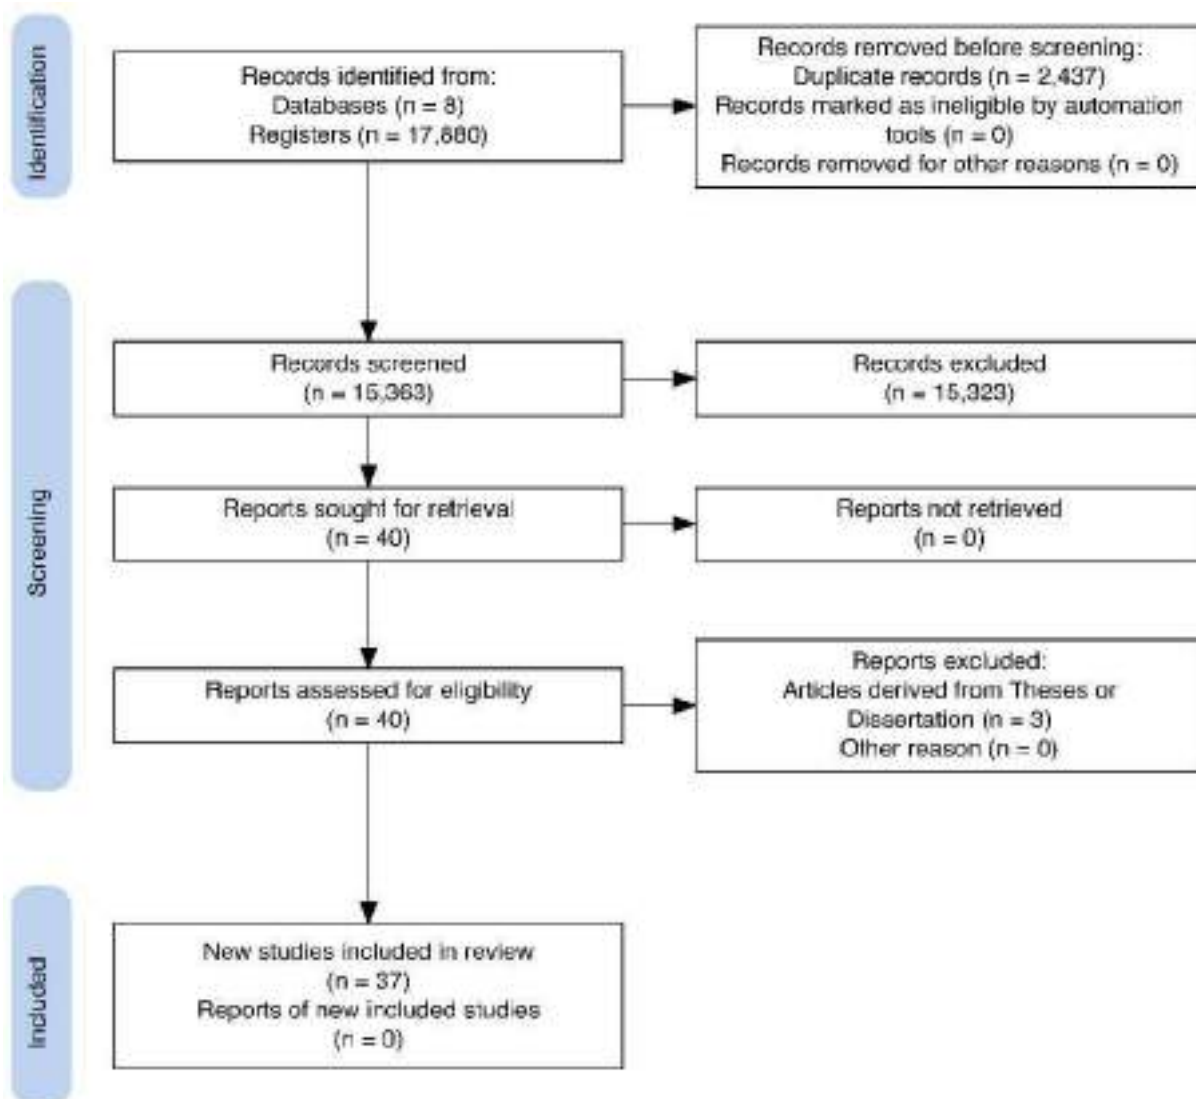 Identification
Records identified from:
Databases (n = 8)
Registers (n =
Records removed before screening:
Duplicate records (n = 2,437)
Records marked as ineligible by automation
tools (n = 0)
Records removed for other reasons (n = 0)
Screening
Records screened
(n = 15,363)
Records excluded
(n = 15,323)
Reports sought for retrieval
(n = 40)
Reports not retrieved
(n = 0)
Reports assessed for eligibility
(n = 40)
Reports excluded:
Articles derived from Theses or
Dissertation (n = 3)
Other reason (n = 0)
Included
New studies included in review
(n = 37)
Reports of new included studies
(n = 0)